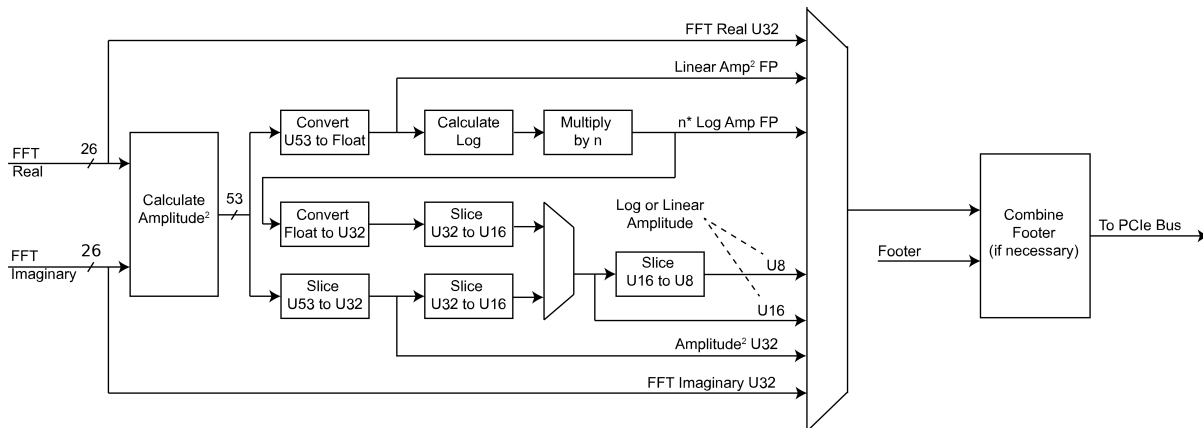 FFT Real U32
Linear Amp² FP
n* Log Amp FP
Convert
U53 to Float
Calculate
Log
Multiply
by n
FFT
Real
26
Calculate
Amplitude²
53
FFT
Imaginary
26
Convert
Float to U32
Slice
U32 to U16
Slice
U53 to U32
Slice
U32 to U16
Log or Linear
Amplitude
Slice
U16 to U8
U8
U16
Amplitude² U32
FFT Imaginary U32
Footer
Combine
Footer
(if necessary)
To PCIe Bus